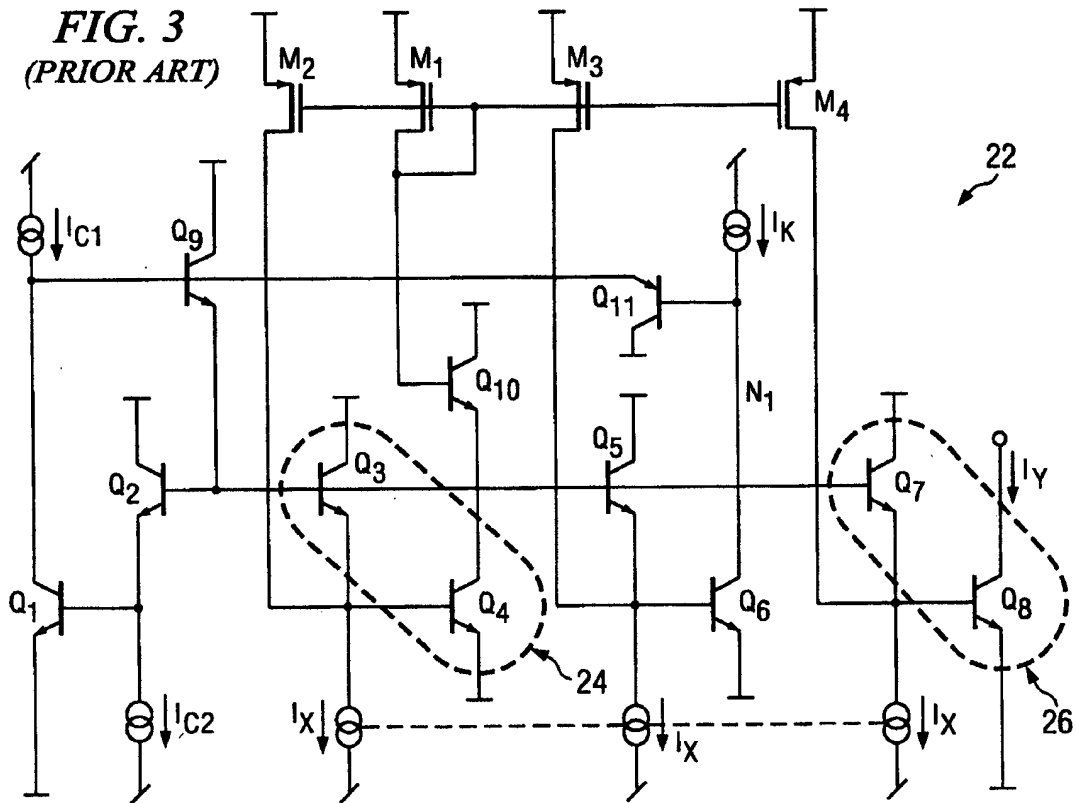 FIG. 3
(PRIOR ART)
M2
M1
M3
M4
22
IC1
Q9
IK
Q11
Q10
N1
Q2
Q3
Q5
Q7
IY
Q1
Q4
Q6
Q8
24
26
IC2
IX
IX
IX